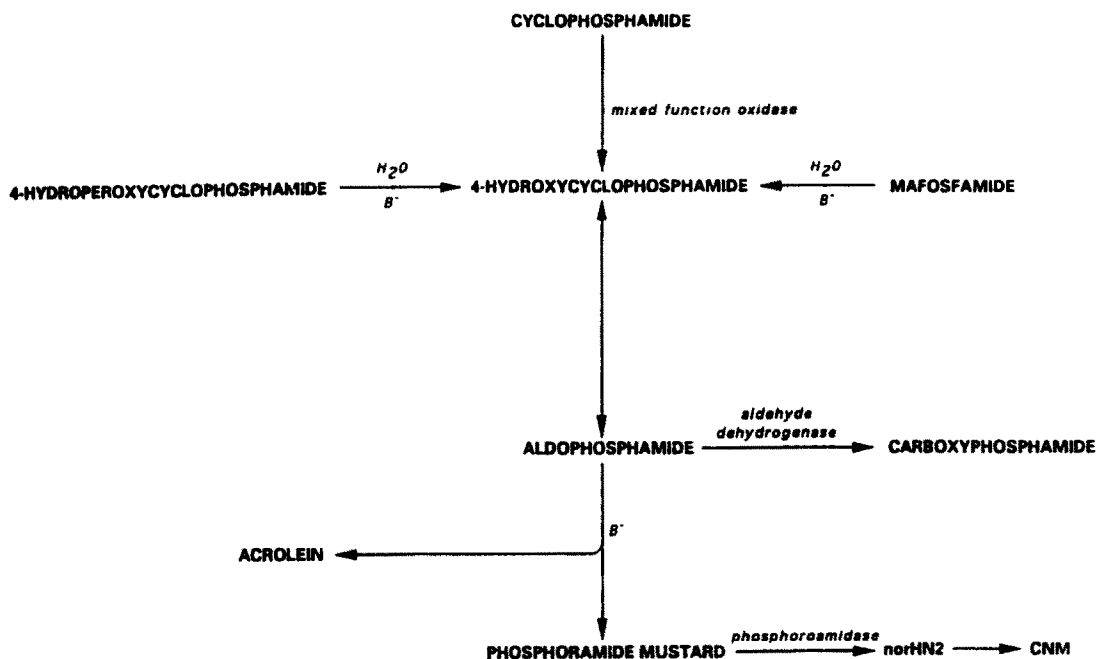 CYCLOPHOSPHAMIDE
mixed function oxidase
H2O
H2O
4-HYDROPEROXYCYCLOPHOSPHAMIDE
4-HYDROXYCYCLOPHOSPHAMIDE
MAFOSFAMIDE
B-
B-
aldehyde
dehydrogenase
ALDOPHOSPHAMIDE
CARBOXYPHOSPHAMIDE
B-
ACROLEIN
phosphoroamidase
PHOSPHORAMIDE MUSTARD
norHN2
CNM